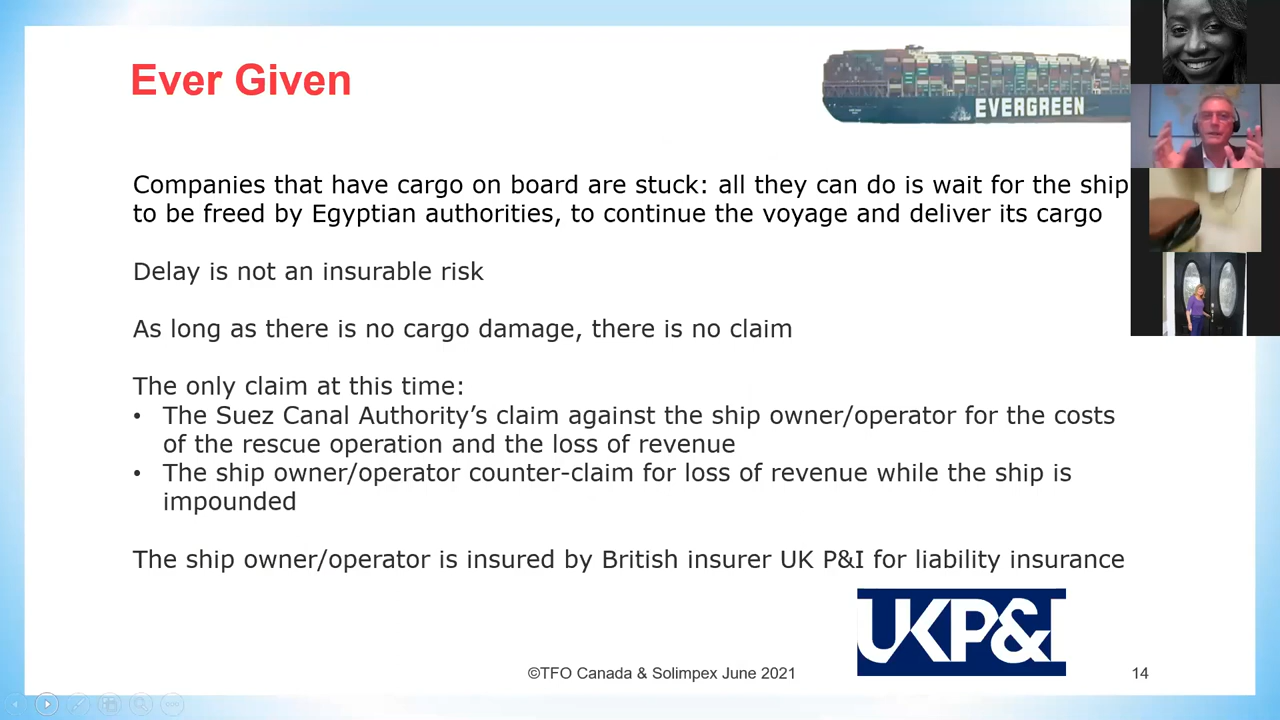 Ever Given
EVERGREEN
Companies that have cargo on board are stuck: all they can do is wait for the ship
to be freed by Egyptian authorities, to continue the voyage and deliver its cargo
Delay is not an insurable risk
As long as there is no cargo damage, there is no claim
The only claim at this time:
• The Suez Canal Authority’s claim against the ship owner/operator for the costs
of the rescue operation and the loss of revenue
• The ship owner/operator counter-claim for loss of revenue while the ship is
impounded
The ship owner/operator is insured by British insurer UK P&I for liability insurance
UKP&I
©TFO Canada & Solimpex June 2021
14